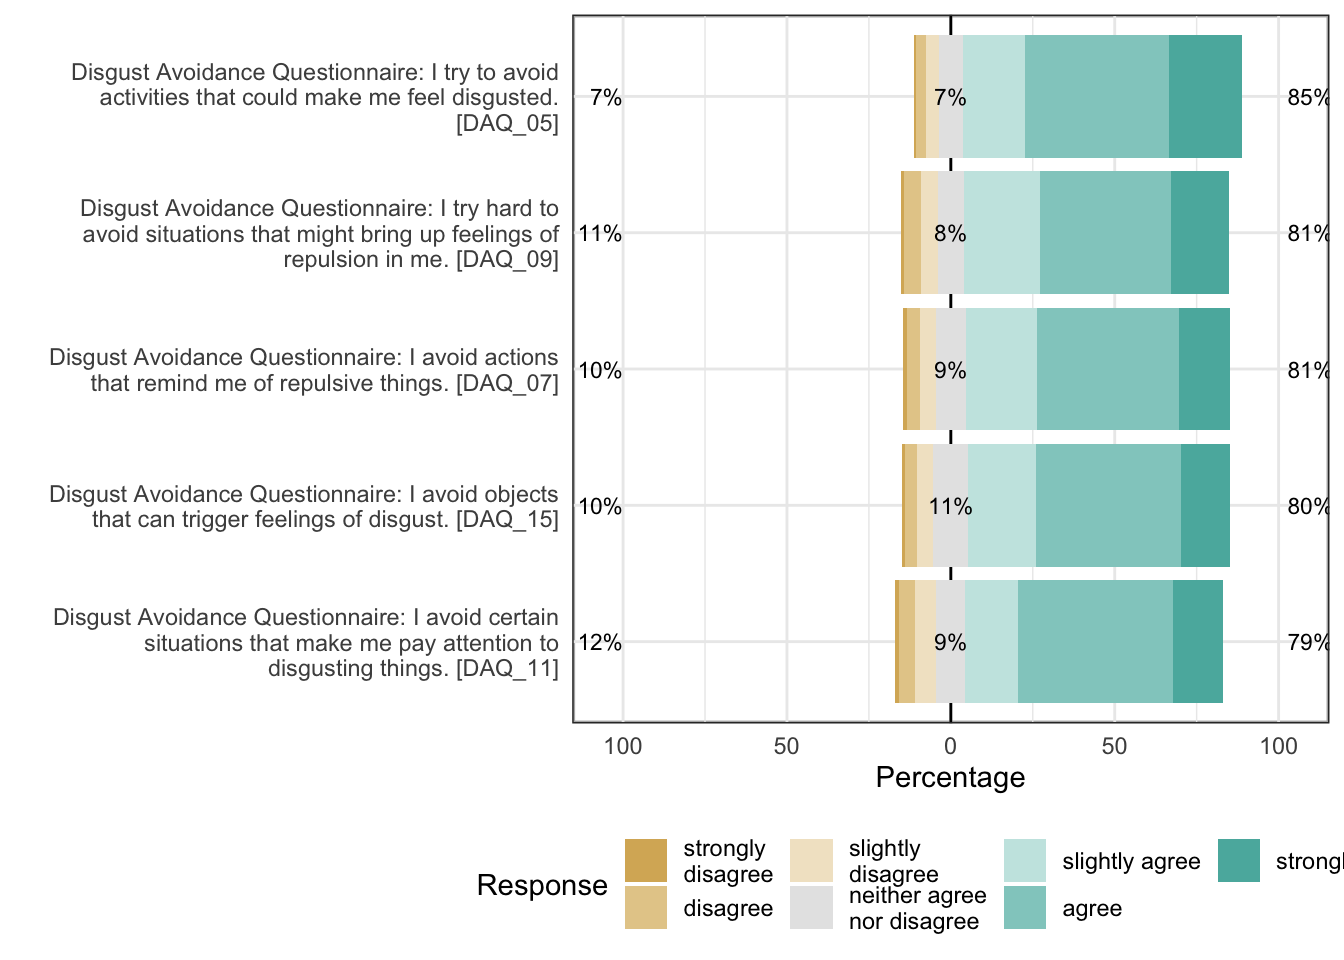 Disgust Avoidance Questionnaire: I try to avoid
activities that could make me feel disgusted.
[DAQ_05]
7%
7%
85%
Disgust Avoidance Questionnaire: I try hard to
avoid situations that might bring up feelings of
repulsion in me. [DAQ_09]
11%
8%
81%
Disgust Avoidance Questionnaire: I avoid actions
that remind me of repulsive things. [DAQ_07]
10%
9%
81%
Disgust Avoidance Questionnaire: I avoid objects
that can trigger feelings of disgust. [DAQ_15]
10%
11%
80%
Disgust Avoidance Questionnaire: I avoid certain
situations that make me pay attention to
disgusting things. [DAQ_11]
12%
9%
79%
100 50 0 50 100
Percentage
Response
strongly
disagree
disagree
slightly
disagree
neither agree
nor disagree
slightly agree
agree